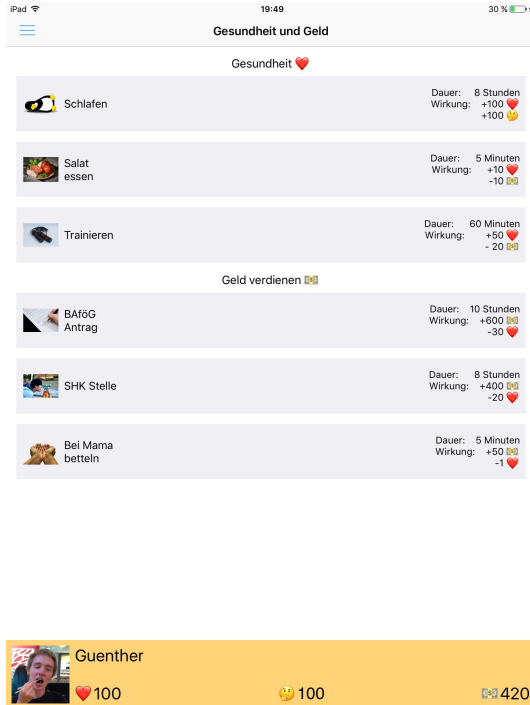 iPad 19:49 30 %
Gesundheit und Geld
Gesundheit ❤️
Schlafen
Dauer: 8 Stunden
Wirkung: +100 ❤️
+100 🤔
Salat
essen
Dauer: 5 Minuten
Wirkung: +10 ❤️
-10 💵
Trainieren
Dauer: 60 Minuten
Wirkung: +50 ❤️
- 20 💵
Geld verdienen 💵
BAföG
Antrag
Dauer: 10 Stunden
Wirkung: +600 💵
-30 ❤️
SHK Stelle
Dauer: 8 Stunden
Wirkung: +400 💵
-20 ❤️
Bei Mama
betteln
Dauer: 5 Minuten
Wirkung: +50 💵
-1 ❤️
Guenther
❤️100 🤔100 💵420